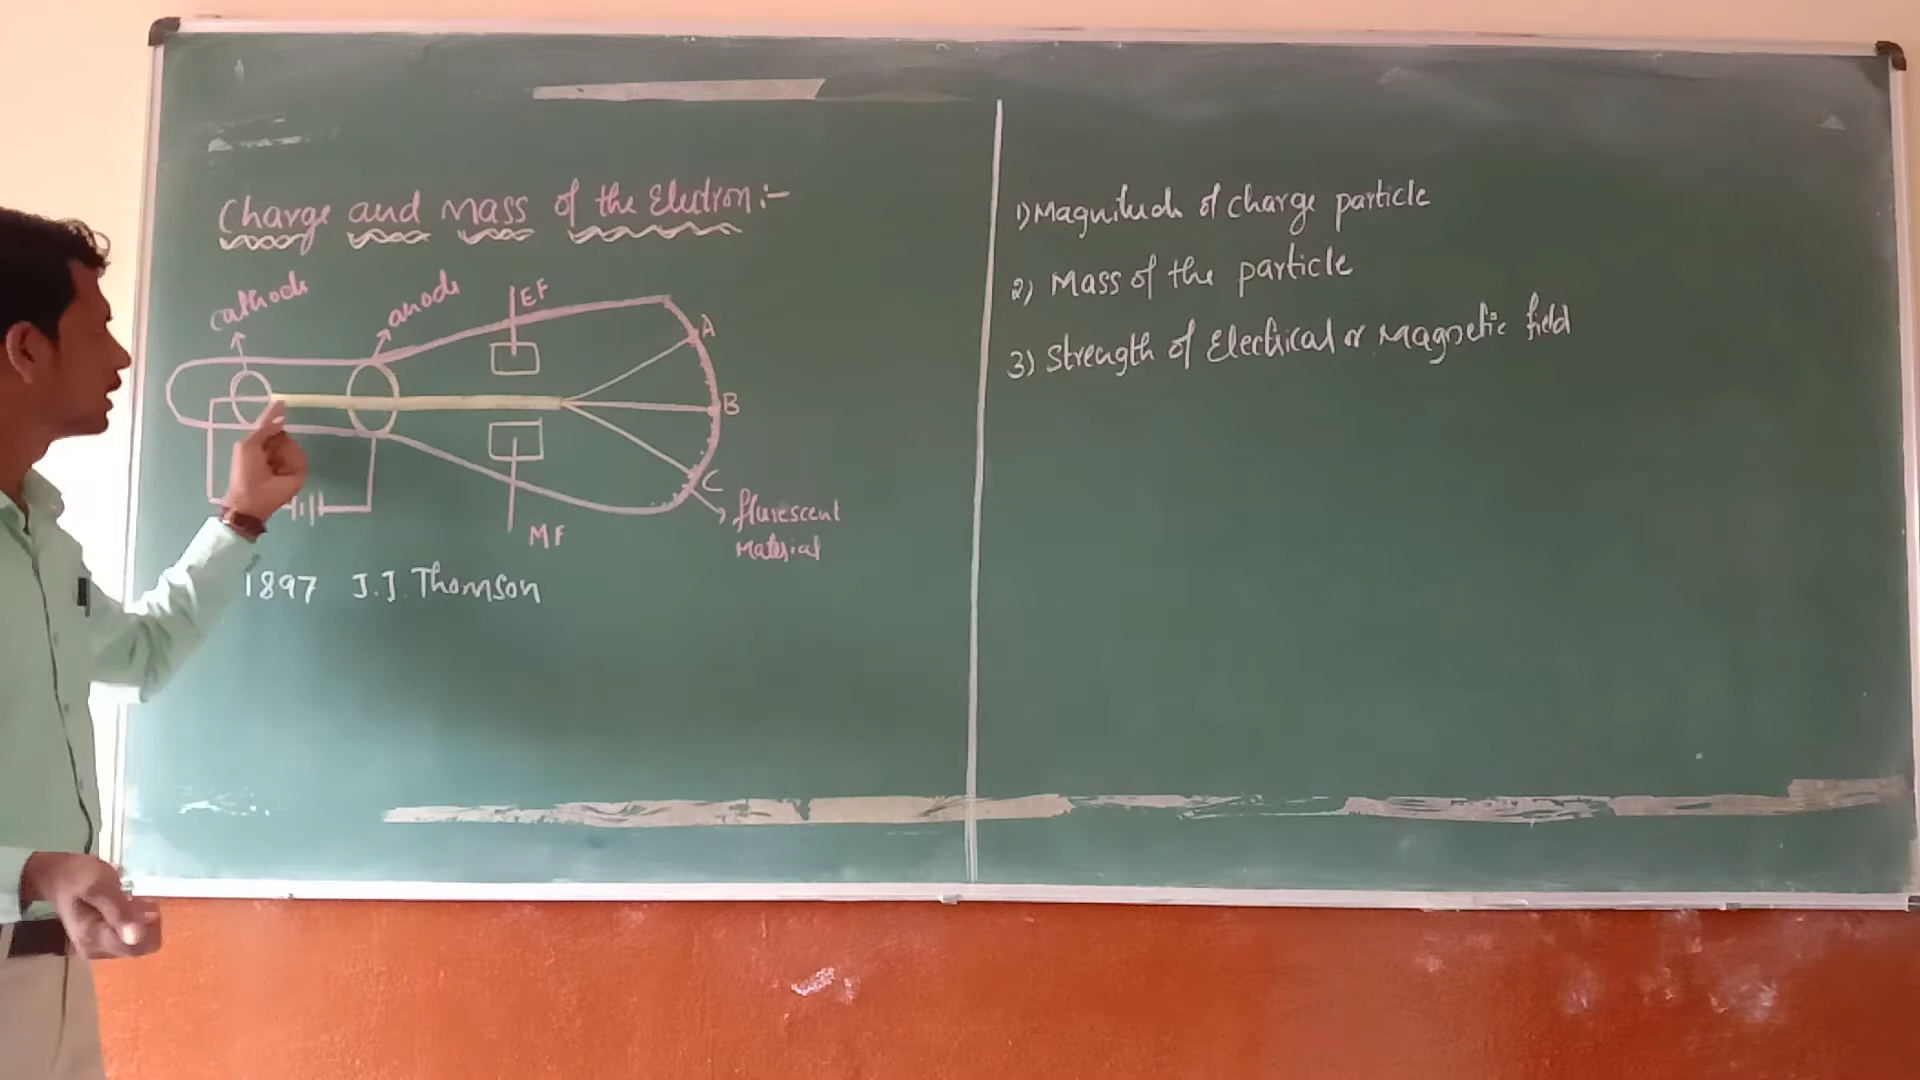 Charge and Mass of the Electron:-
cathode
anode
EF
A
B
C
flurescent
Material
MF
1897 J.J. Thomson
1) Magnitude of charge particle
2) Mass of the particle
3) Strength of Electrical or Magnetic field